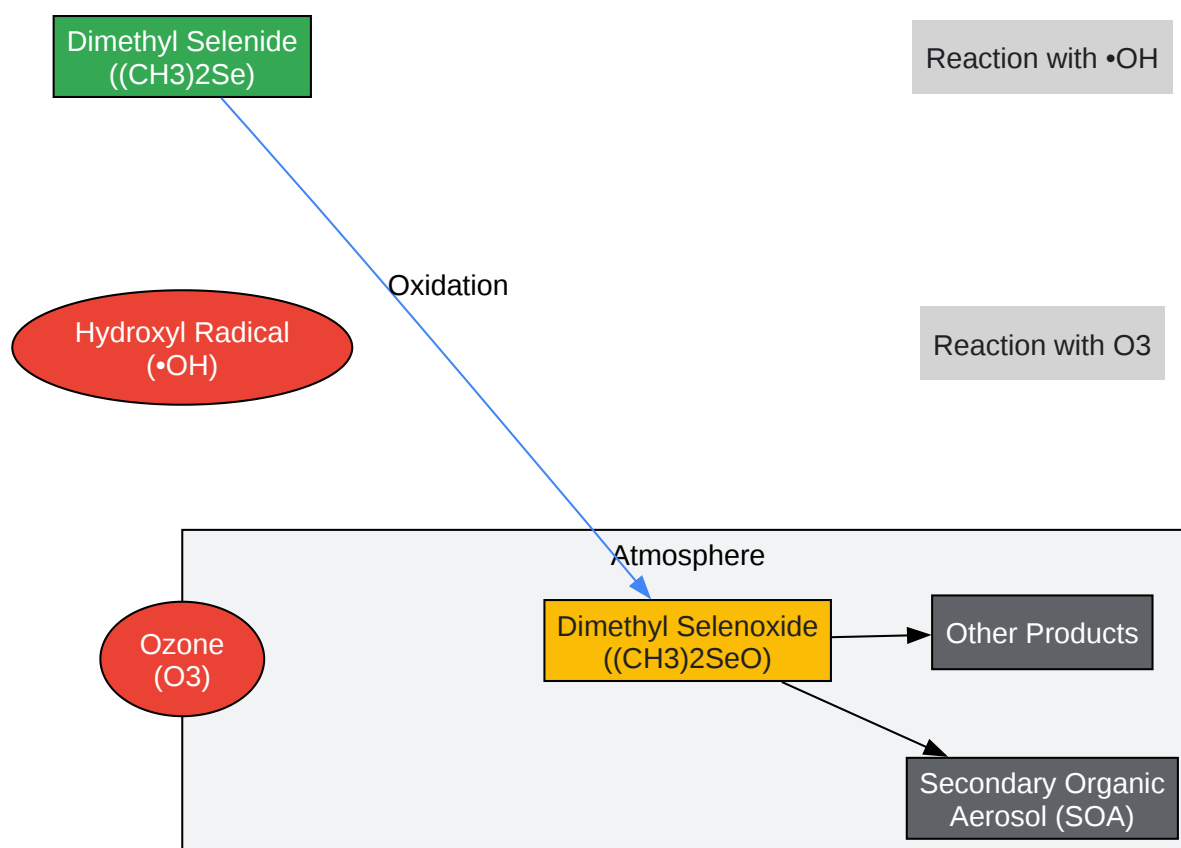 Dimethyl Selenide
((CH3)2Se)
Reaction with •OH
Oxidation
Hydroxyl Radical
(•OH)
Reaction with O3
Atmosphere
Ozone
(O3)
Dimethyl Selenoxide
((CH3)2SeO)
Other Products
Secondary Organic
Aerosol (SOA)